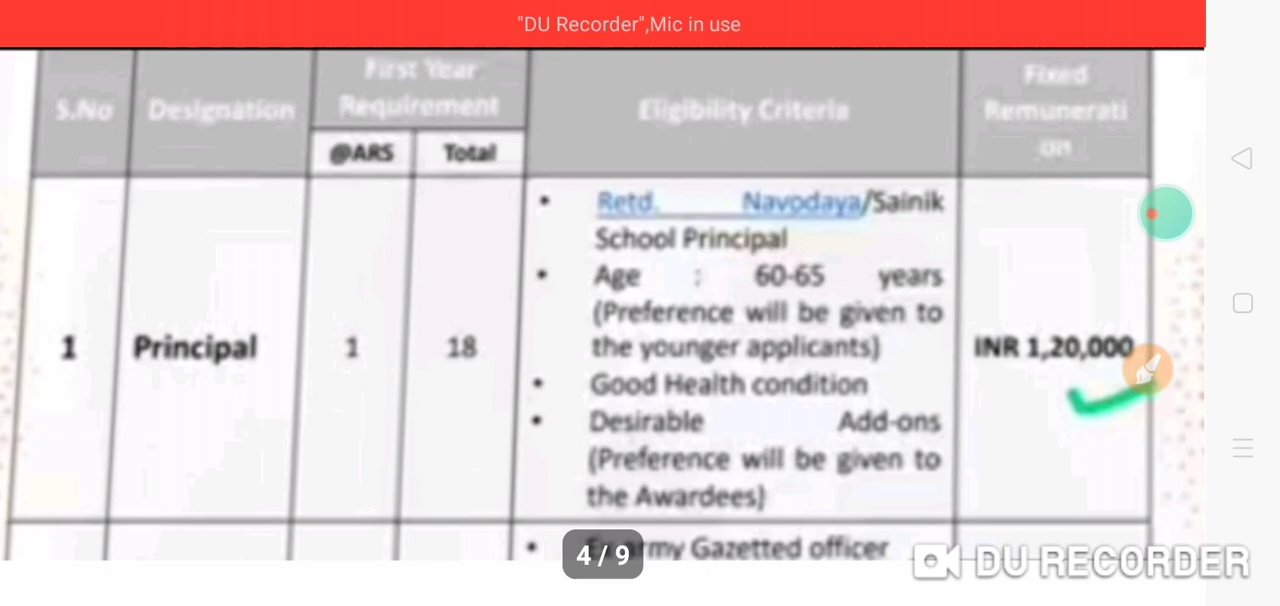 "DU Recorder",Mic in use
S.No
Designation
First Year
Requirement
@ARS
Total
Eligibility Criteria
Fixed
Remunerati
on
1
Principal
1
18
• Retd. Navodaya/Sainik
School Principal
• Age : 60-65 years
(Preference will be given to
the younger applicants)
• Good Health condition
• Desirable Add-ons
(Preference will be given to
the Awardees)
INR 1,20,000
• army Gazetted officer
4 / 9
DU RECORDER